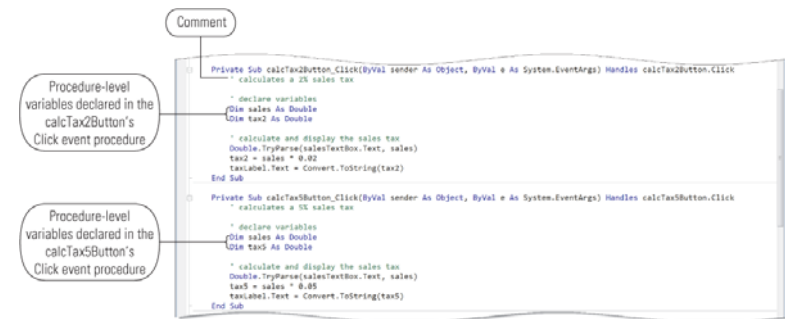 Comment
Private Sub calcTax2Button_Click(ByVal sender As Object, ByVal e As System.EventArgs) Handles calcTax2Button.Click
' calculates a 2% sales tax
Procedure-level
variables declared in the
calcTax2Button's
Click event procedure
' declare variables
Dim sales As Double
Dim tax2 As Double
' calculate and display the sales tax
Double.TryParse(salesTextBox.Text, sales)
tax2 = sales * 0.02
taxLabel.Text = Convert.ToString(tax2)
End Sub
Private Sub calcTax5Button_Click(ByVal sender As Object, ByVal e As System.EventArgs) Handles calcTax5Button.Click
' calculates a 5% sales tax
Procedure-level
variables declared in the
calcTax5Button's
Click event procedure
' declare variables
Dim sales As Double
Dim tax5 As Double
' calculate and display the sales tax
Double.TryParse(salesTextBox.Text, sales)
tax5 = sales * 0.05
taxLabel.Text = Convert.ToString(tax5)
End Sub